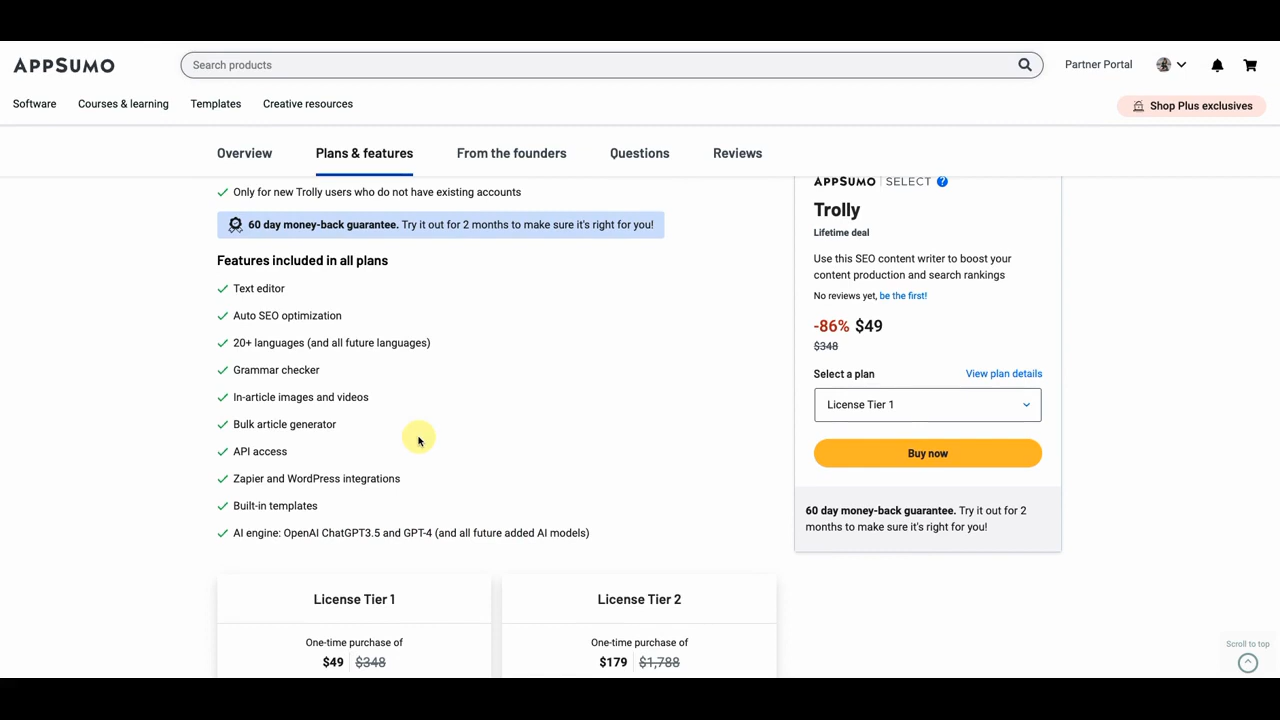 APPSUMO
Search products
Partner Portal
Software
Courses & learning
Templates
Creative resources
Shop Plus exclusives
Overview
Plans & features
From the founders
Questions
Reviews
Only for new Trolly users who do not have existing accounts
60 day money-back guarantee. Try it out for 2 months to make sure it's right for you!
Features included in all plans
Text editor
Auto SEO optimization
20+ languages (and all future languages)
Grammar checker
In-article images and videos
Bulk article generator
API access
Zapier and WordPress integrations
Built-in templates
AI engine: OpenAI ChatGPT3.5 and GPT-4 (and all future added AI models)
License Tier 1
One-time purchase of
$49 $348
License Tier 2
One-time purchase of
$179 $1,788
APPSUMO SELECT ?
Trolly
Lifetime deal
Use this SEO content writer to boost your
content production and search rankings
No reviews yet, be the first!
-86% $49
$348
Select a plan View plan details
License Tier 1
Buy now
60 day money-back guarantee. Try it out for 2
months to make sure it's right for you!
Scroll to top